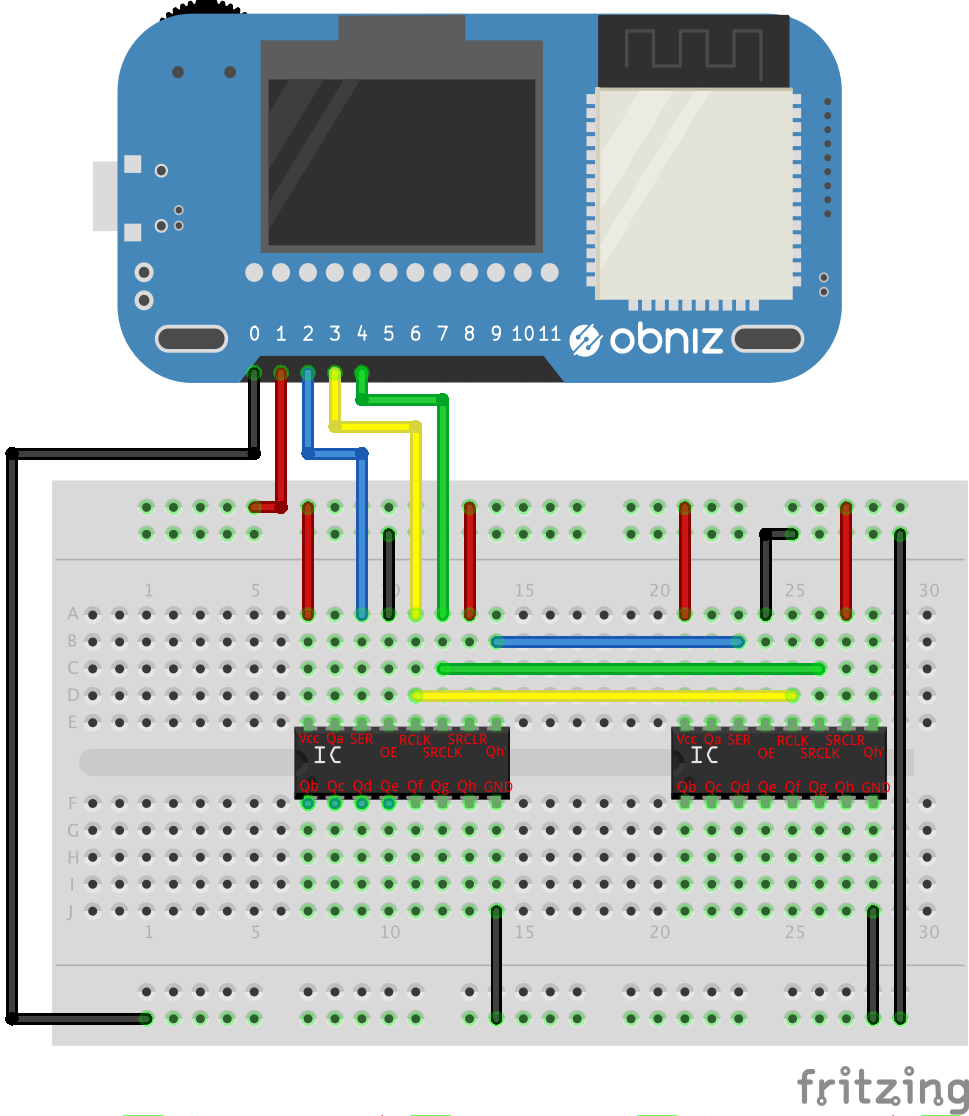 0 1 2 3 4 5 6 7 8 9 10 11 obniz
1 5 10 15 20 25 30
A
B
C
D
E
Vcc Qa SER OE RCLK SRCLK SRCLR Qh'
IC
Qb Qc Qd Qe Qf Qg Qh GND
Vcc Qa SER OE RCLK SRCLK SRCLR Qh'
IC
Qb Qc Qd Qe Qf Qg Qh GND
F
G
H
I
J
1 5 10 15 20 25 30
fritzing